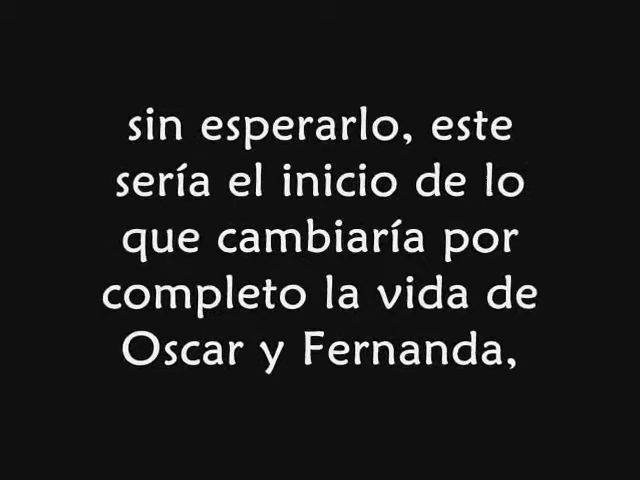 sin esperarlo, este
sería el inicio de lo
que cambiaría por
completo la vida de
Oscar y Fernanda,